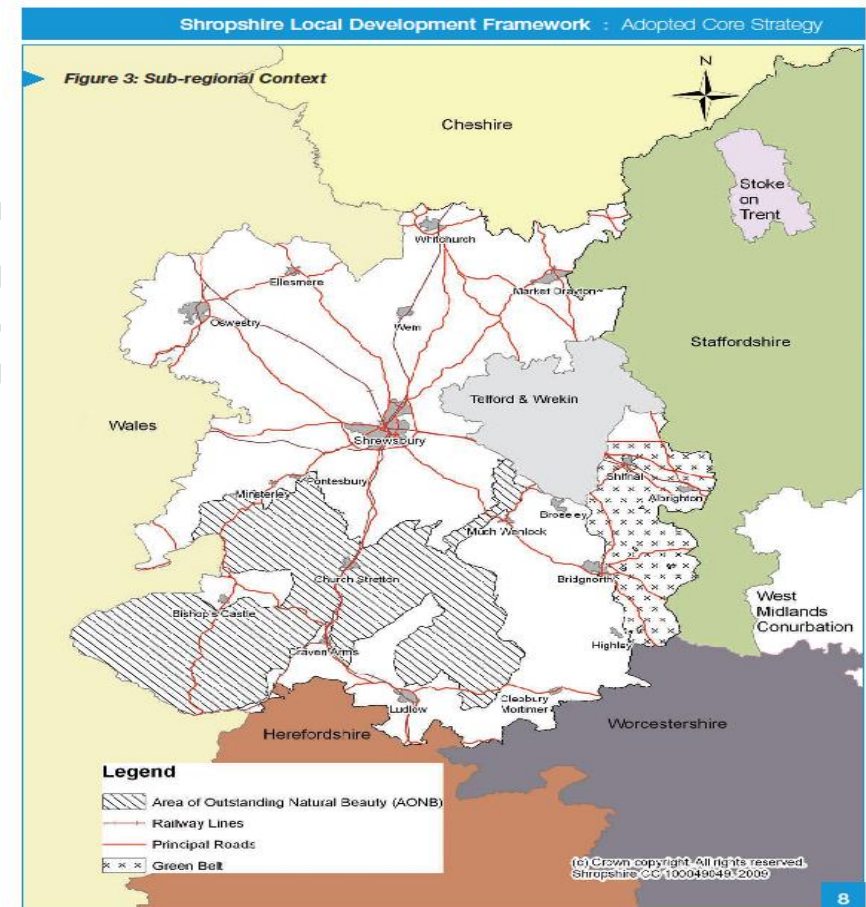 Shropshire Local Development Framework : Adopted Core Strategy
Figure 3: Sub-regional Context
N
Cheshire
Stoke
on
Trent
Whitchurch
Ellesmere
Market Drayton
Oswestry
Wem
Staffordshire
Telford & Wrekin
Wales
Shrewsbury
Shifnal
Pontesbury
Minsterley
Albrighton
Broseley
Much Wenlock
Church Stretton
Bridgnorth
Bishop's Castle
West
Midlands
Conurbation
Highley
Craven Arms
Cleobury
Mortimer
Ludlow
Worcestershire
Herefordshire
Legend
Area of Outstanding Natural Beauty (AONB)
Railway Lines
Principal Roads
Green Belt
(c) Crown copyright. All rights reserved.
Shropshire CC 100049049. 2009
8